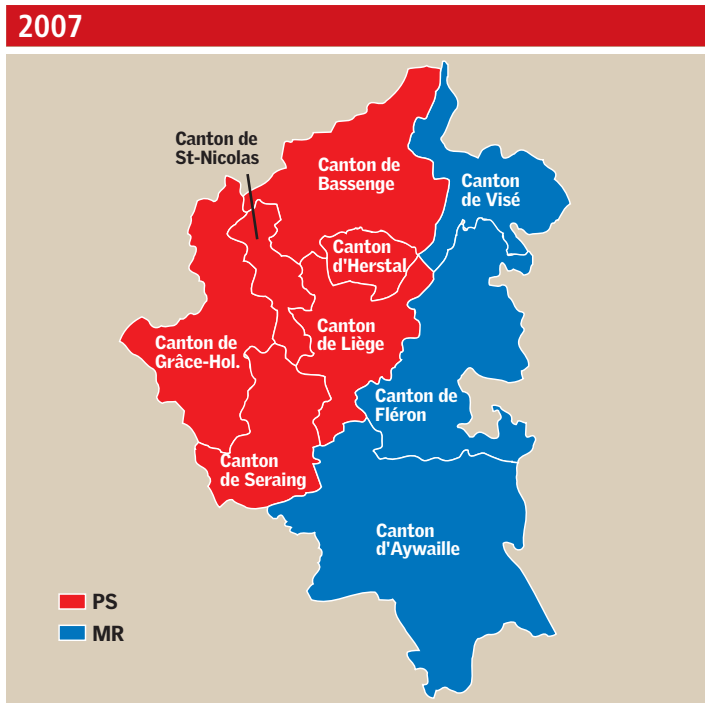 2007
Canton de
St-Nicolas
Canton de
Bassenge
Canton
de Visé
Canton
d'Herstal
Canton
de Liège
Canton de
Grâce-Hol.
Canton de
Fléron
Canton
de Seraing
Canton
d'Aywaille
PS
MR